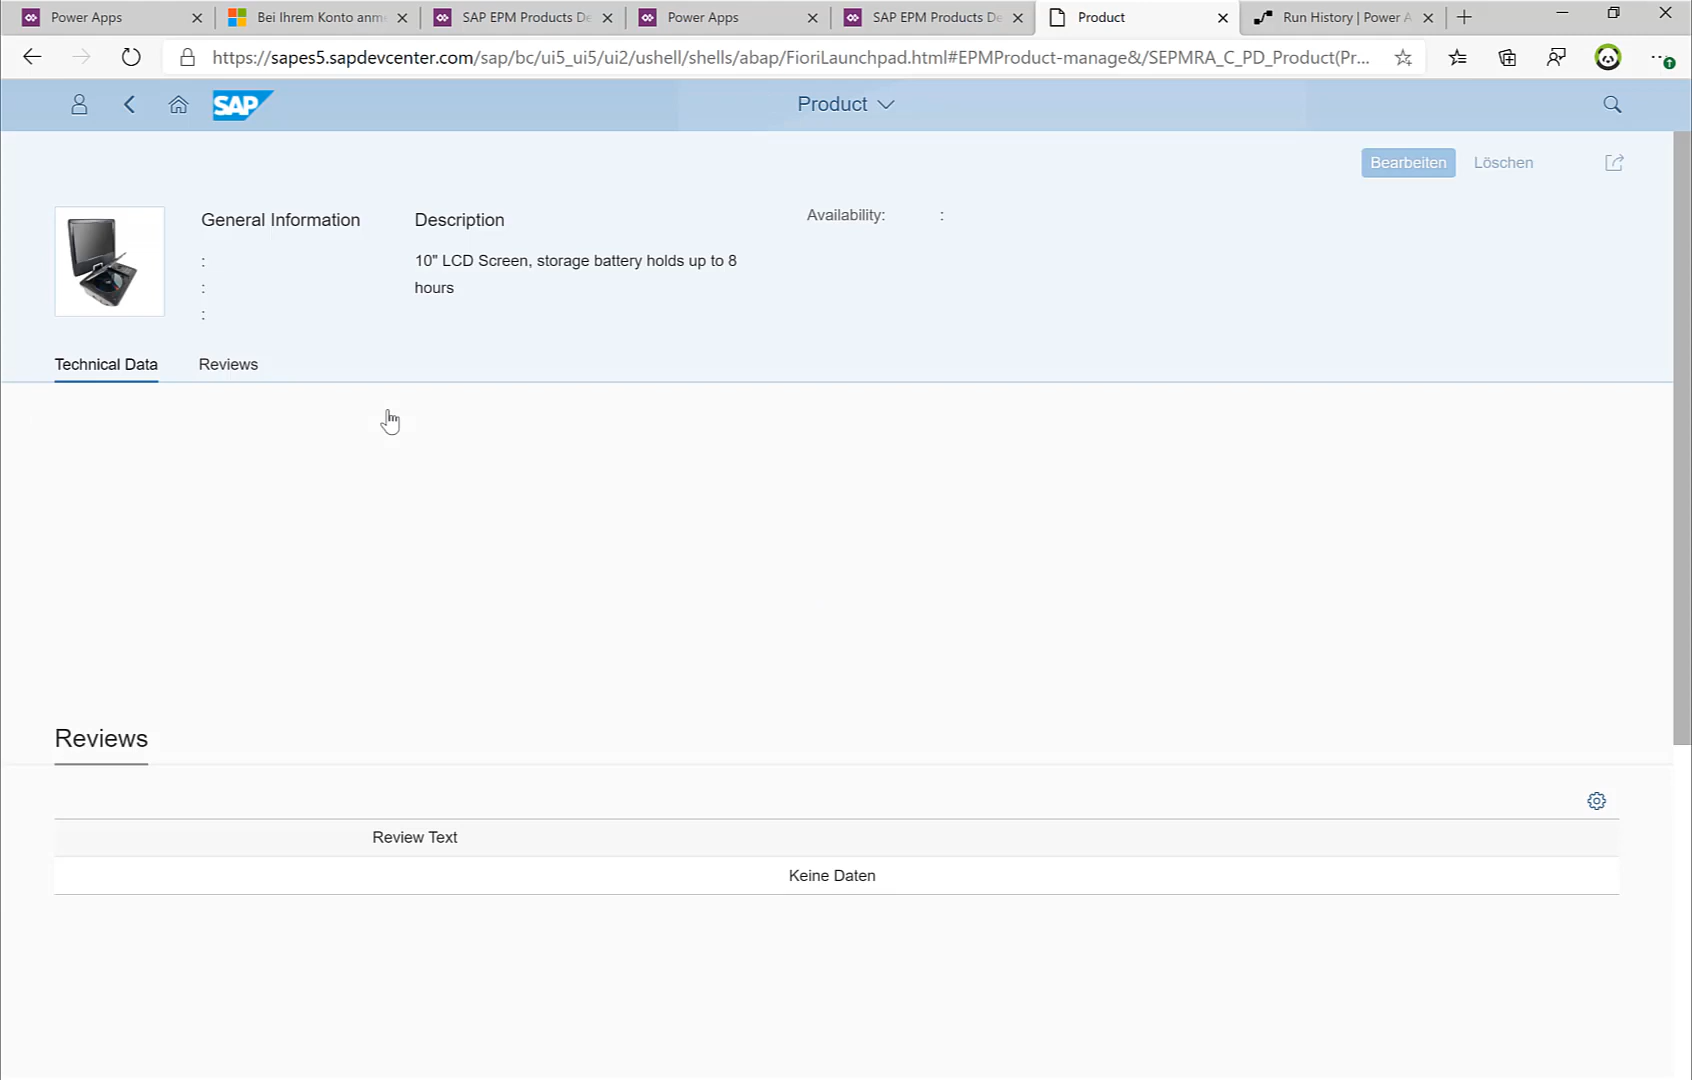 Power Apps
Bei Ihrem Konto anm
SAP EPM Products De
Power Apps
SAP EPM Products De
Product
Run History | Power A
https://sapes5.sapdevcenter.com/sap/bc/ui5_ui5/ui2/ushell/shells/abap/FioriLaunchpad.html#EPMProduct-manage&/SEPMRA_C_PD_Product(Pr...
SAP
Product
Bearbeiten
Löschen
General Information
Description
Availability: :
:
10" LCD Screen, storage battery holds up to 8
:
hours
:
Technical Data
Reviews
Reviews
Review Text
Keine Daten